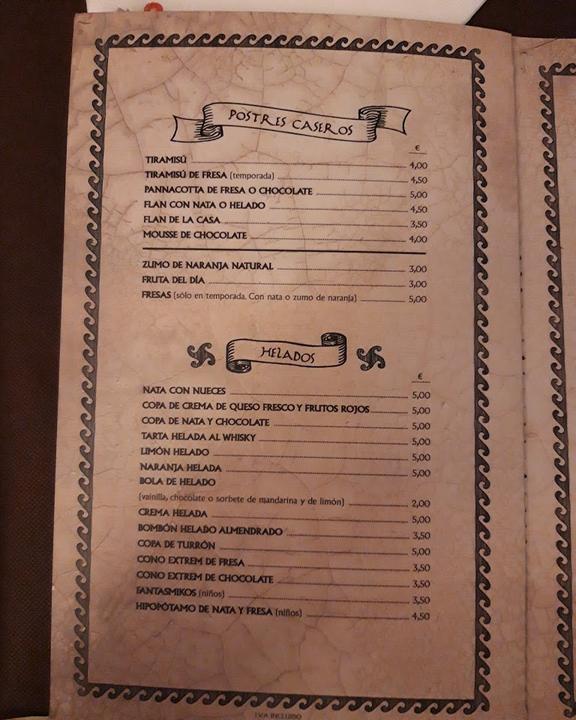 POSTRES CASEROS
€
TIRAMISÚ 4,00
TIRAMISÚ DE FRESA (temporada) 4,50
PANNACOTTA DE FRESA O CHOCOLATE 5,00
FLAN CON NATA O HELADO 4,50
FLAN DE LA CASA 3,50
MOUSSE DE CHOCOLATE 4,00
ZUMO DE NARANJA NATURAL 3,00
FRUTA DEL DÍA 3,00
FRESAS (sólo en temporada. Con nata o zumo de naranja) 5,00
HELADOS
€
NATA CON NUECES 5,00
COPA DE CREMA DE QUESO FRESCO Y FRUTOS ROJOS 5,00
COPA DE NATA Y CHOCOLATE 5,00
TARTA HELADA AL WHISKY 5,00
LIMÓN HELADO 5,00
NARANJA HELADA 5,00
BOLA DE HELADO
(vainilla, chocolate o sorbete de mandarina y de limón) 2,00
CREMA HELADA 5,00
BOMBÓN HELADO ALMENDRADO 3,50
COPA DE TURRÓN 5,00
CONO EXTREM DE FRESA 3,50
CONO EXTREM DE CHOCOLATE 3,50
FANTASMIKOS (niños) 3,50
HIPOPÓTAMO DE NATA Y FRESA (niños) 4,50
I.V.A INCLUIDO